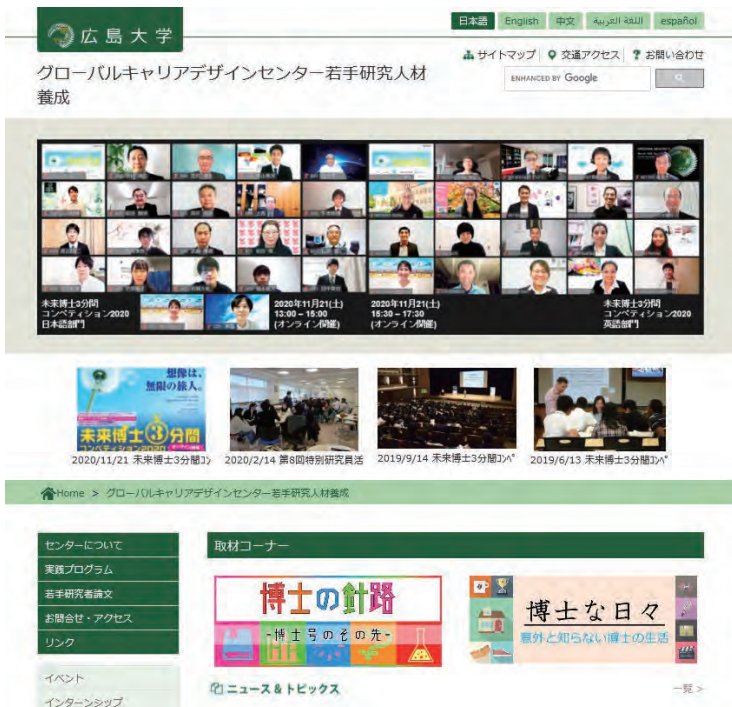 日本語 English 中文 اللغة العربية español
広島大学
サイトマップ 交通アクセス ? お問い合わせ
グローバルキャリアデザインセンター若手研究人材
養成
ENHANCED BY Google
未来博士3分間
コンペティション2020
日本語部門
2020年11月21日(土)
13:00 – 15:00
(オンライン開催)
2020年11月21日(土)
15:30 – 17:30
(オンライン開催)
未来博士3分間
コンペティション2020
英語部門
想像は、
無限の旅人。
未来博士3分間
コンペティション2020
2020/11/21 未来博士3分間コン
2020/2/14 第8回特別研究員活
2019/9/14 未来博士3分間コンペ
2019/6/13 未来博士3分間コンペ
Home > グローバルキャリアデザインセンター若手研究人材養成
センターについて
実践プログラム
若手研究者論文
お問合せ・アクセス
リンク
イベント
インターンシップ
取材コーナー
博士の針路
-博士号のその先-
博士な日々
意外と知らない博士の生活
ニュース & トピックス
一覧 >